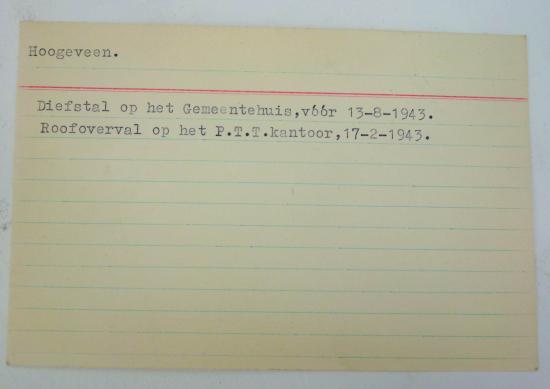 Hoogeveen.
Diefstal op het Gemeentehuis,vóór 13-8-1943.
Roofoverval op het P.T.T.kantoor,17-2-1943.